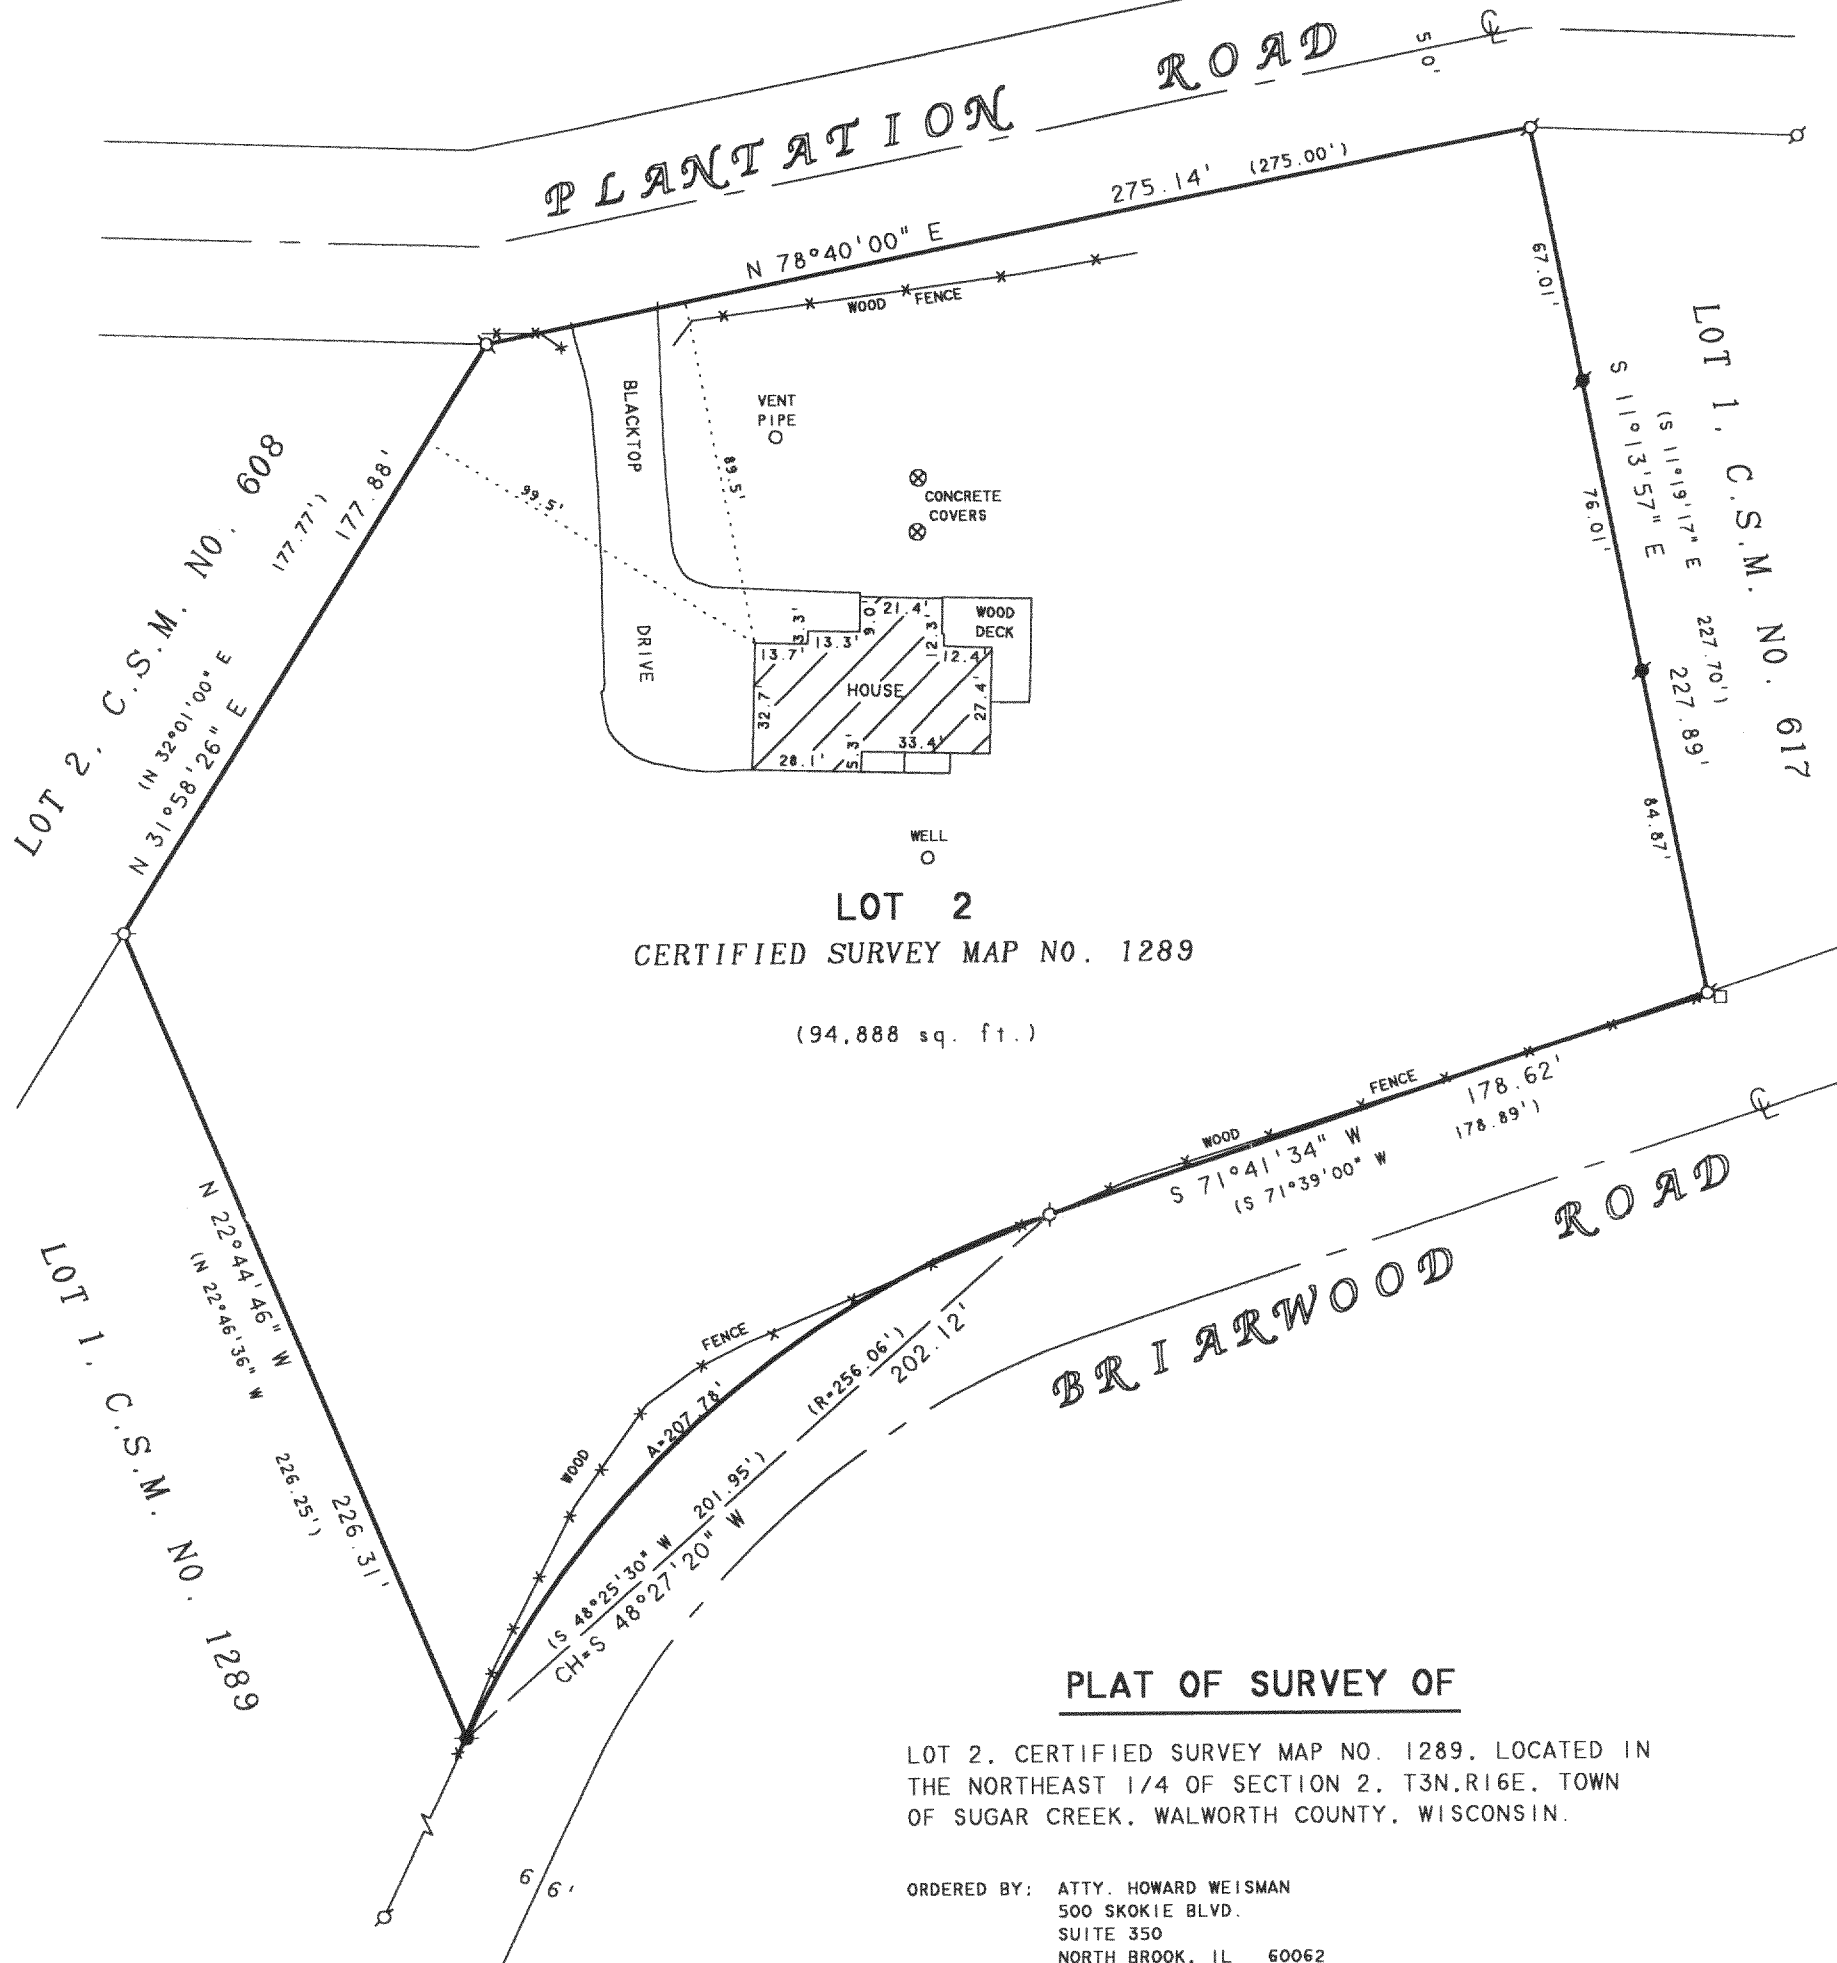 PLANTATION ROAD
℄
50'
N 78°40'00" E
275.14'
(275.00')
WOOD FENCE
67.01'
76.01'
84.87'
S 11°13'57" E
227.89'
(S 11°19'17" E
227.70')
LOT 1, C.S.M. NO. 617
BLACKTOP
DRIVE
99.5'
89.5'
VENT
PIPE
CONCRETE
COVERS
WOOD
DECK
HOUSE
13.7'
3.3'
13.3'
9.0'
21.4'
12.3'
12.4'
27.4'
33.4'
5.3'
28.1'
32.7'
WELL
LOT 2
CERTIFIED SURVEY MAP NO. 1289
(94,888 sq. ft.)
LOT 2, C.S.M. NO. 608
177.88'
177.77')
(N 32°01'00" E
N 31°58'26" E
N 22°44'46" W
226.31'
(N 22°46'36" W
226.25')
LOT 1, C.S.M. NO. 1289
WOOD FENCE
178.62'
178.89')
S 71°41'34" W
(S 71°39'00" W
℄
BRIARWOOD ROAD
WOOD FENCE
A=207.78'
(R=256.06')
202.12'
(S 48°25'30" W 201.95')
CH=S 48°27'20" W
66'
PLAT OF SURVEY OF
LOT 2, CERTIFIED SURVEY MAP NO. 1289, LOCATED IN
THE NORTHEAST 1/4 OF SECTION 2, T3N,R16E, TOWN
OF SUGAR CREEK, WALWORTH COUNTY, WISCONSIN.
ORDERED BY: ATTY. HOWARD WEISMAN
500 SKOKIE BLVD.
SUITE 350
NORTH BROOK, IL 60062